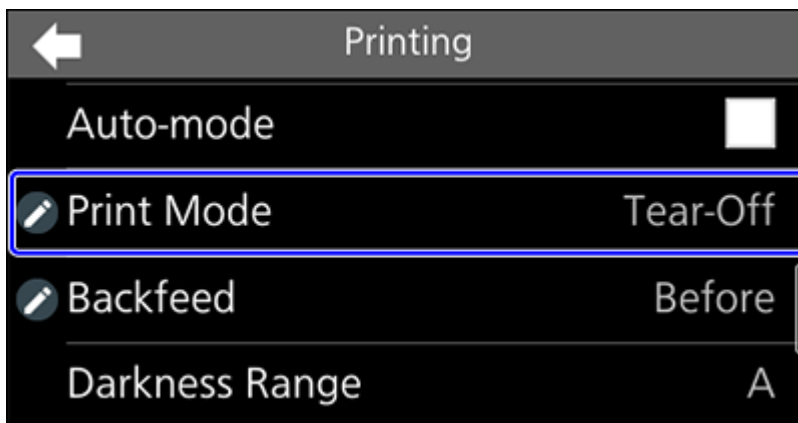 Printing
Auto-mode
Print Mode Tear-Off
Backfeed Before
Darkness Range A